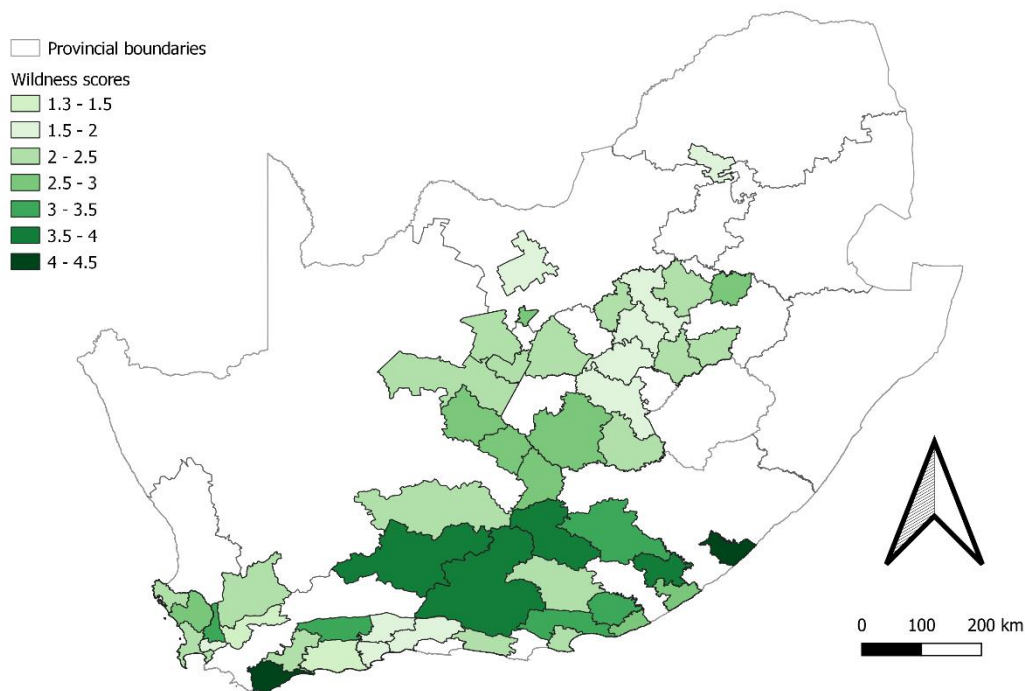 Provincial boundaries
Wildness scores
1.3 - 1.5
1.5 - 2
2 - 2.5
2.5 - 3
3 - 3.5
3.5 - 4
4 - 4.5
0 100 200 km